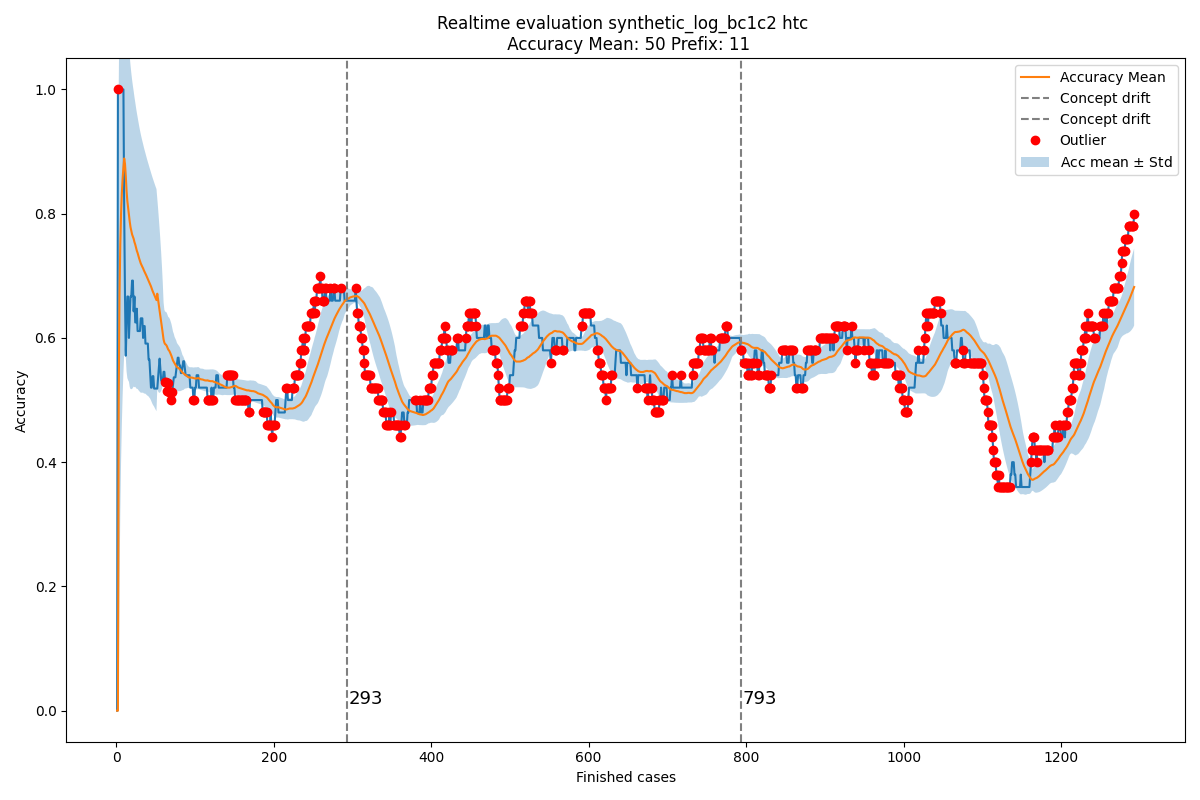 Realtime evaluation synthetic_log_bc1c2 htc
Accuracy Mean: 50 Prefix: 11
Accuracy Mean
Concept drift
Concept drift
Outlier
Acc mean ± Std
1.0
0.8
0.6
0.4
0.2
0.0
Accuracy
293
793
0
200
400
600
800
1000
1200
Finished cases